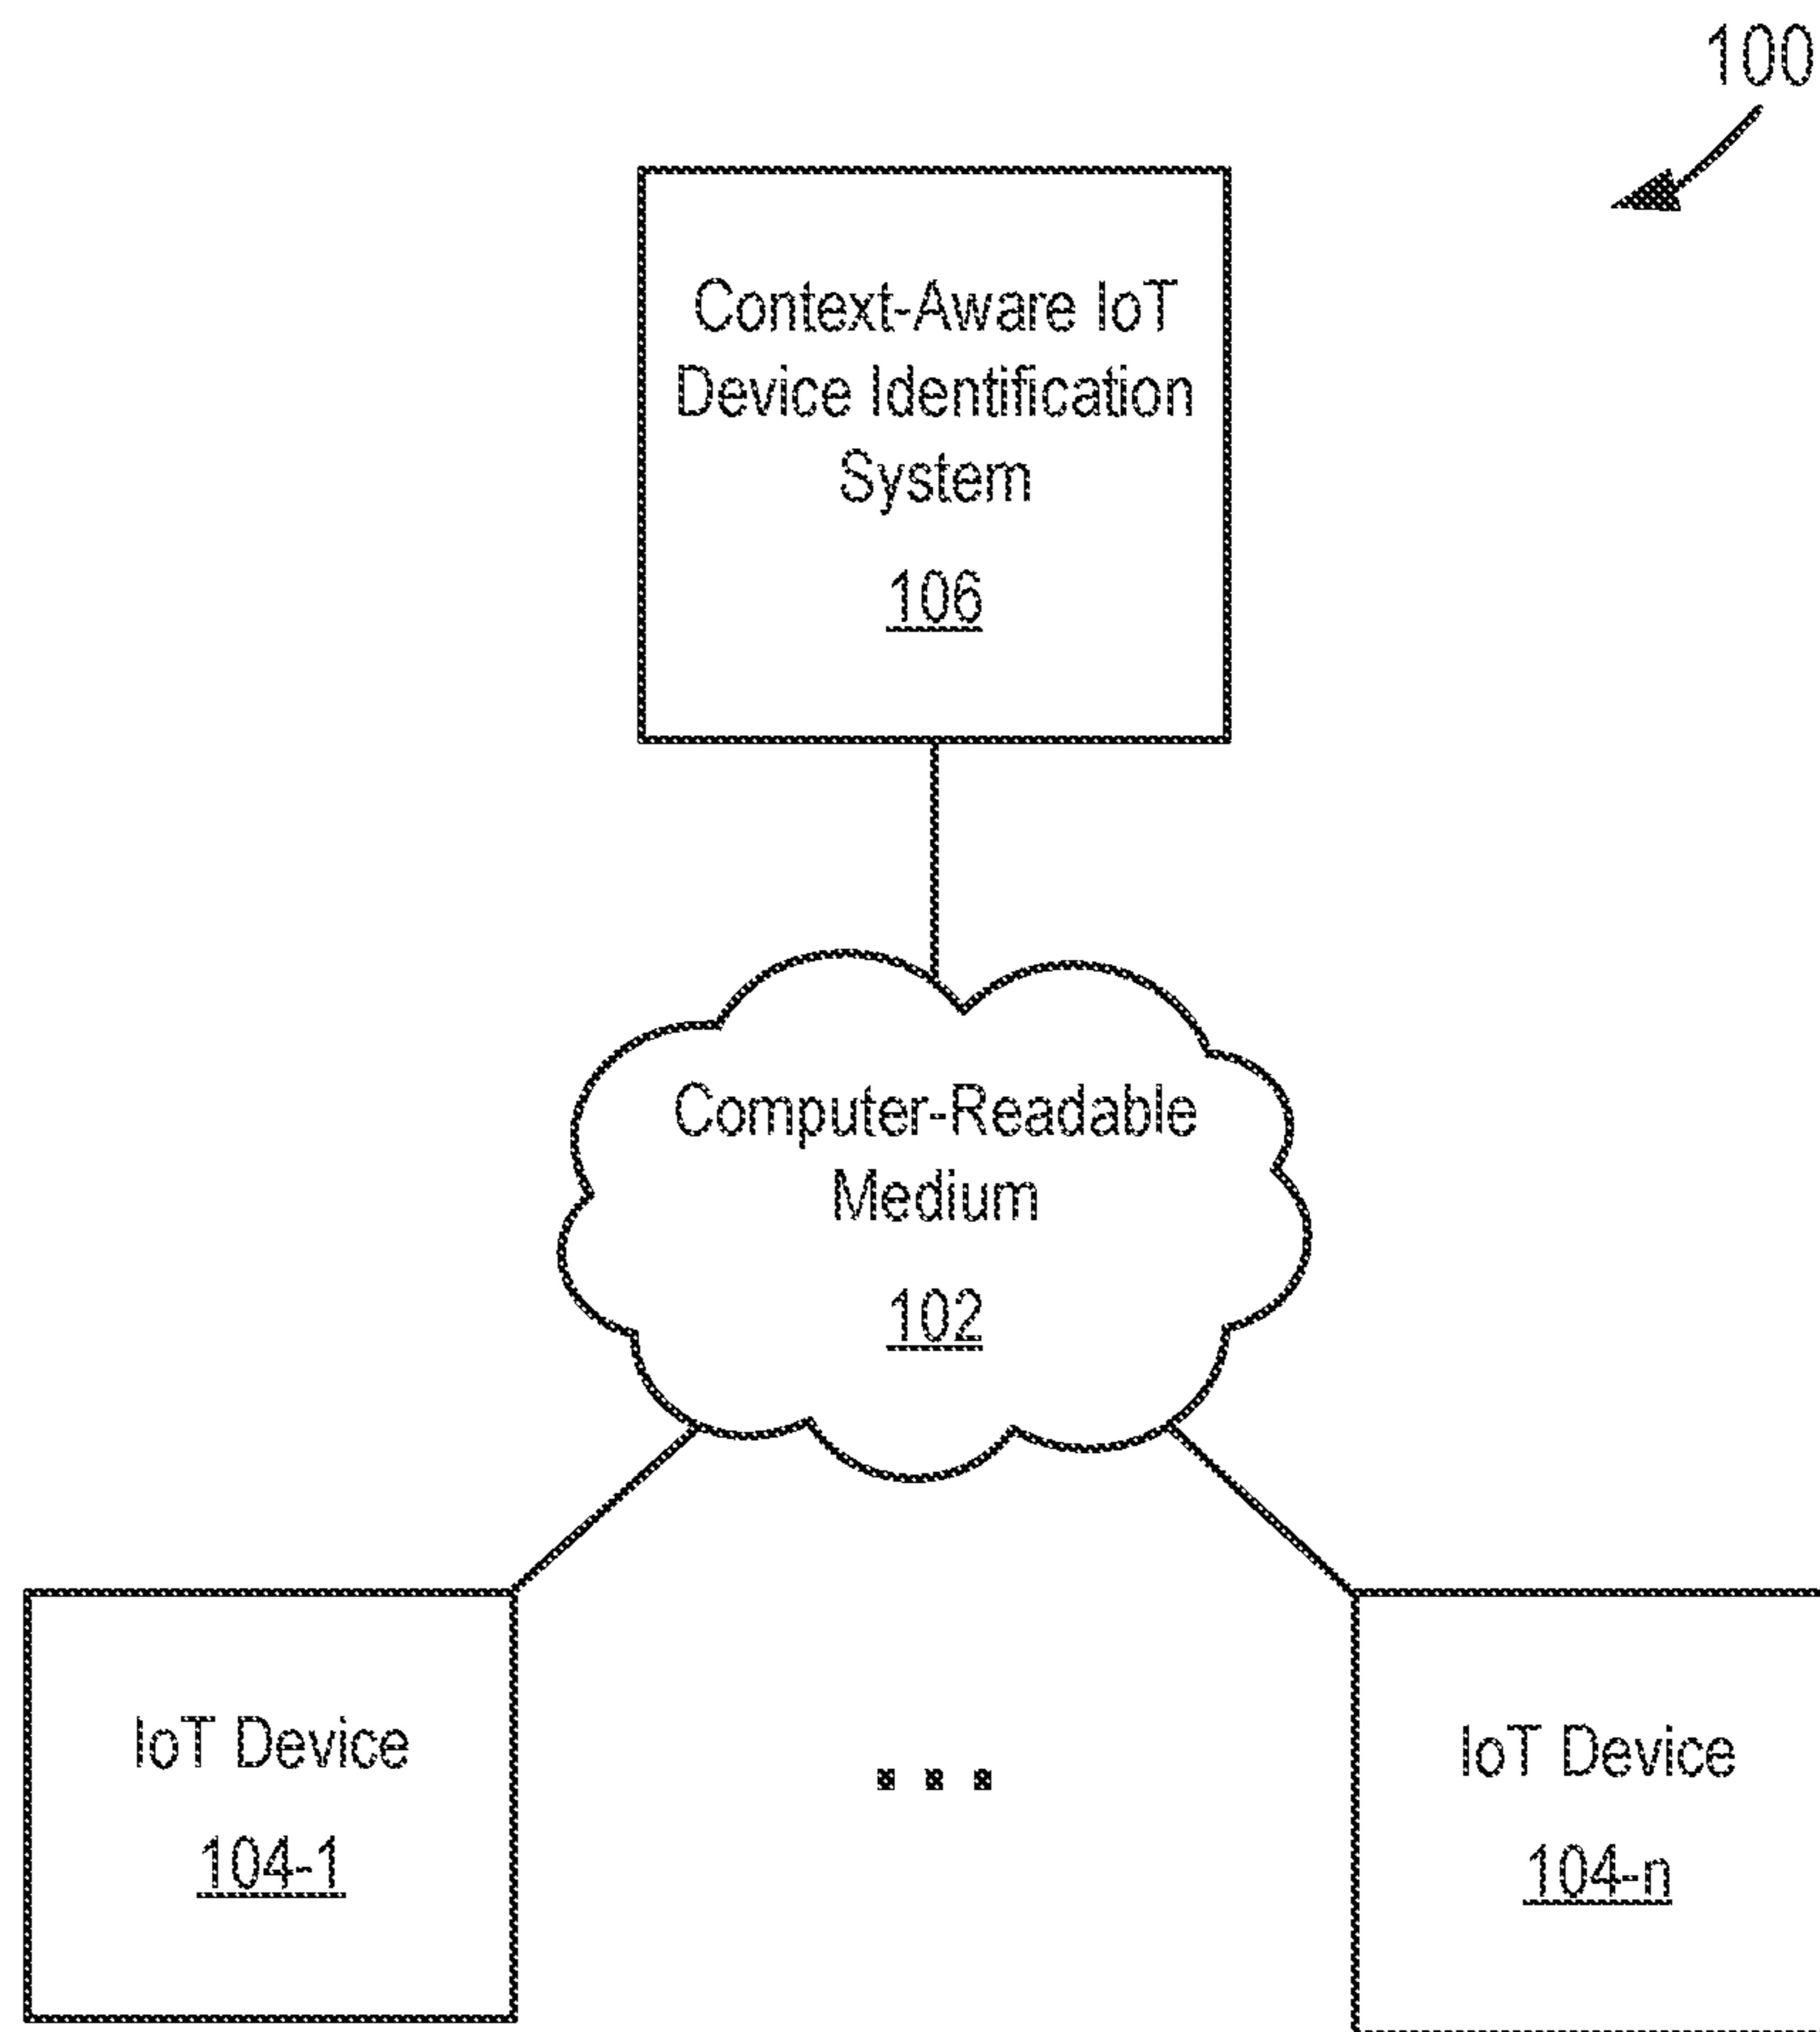 100
Context-Aware IoT
Device Identification
System
106
Computer-Readable
Medium
102
IoT Device
104-1
...
IoT Device
104-n